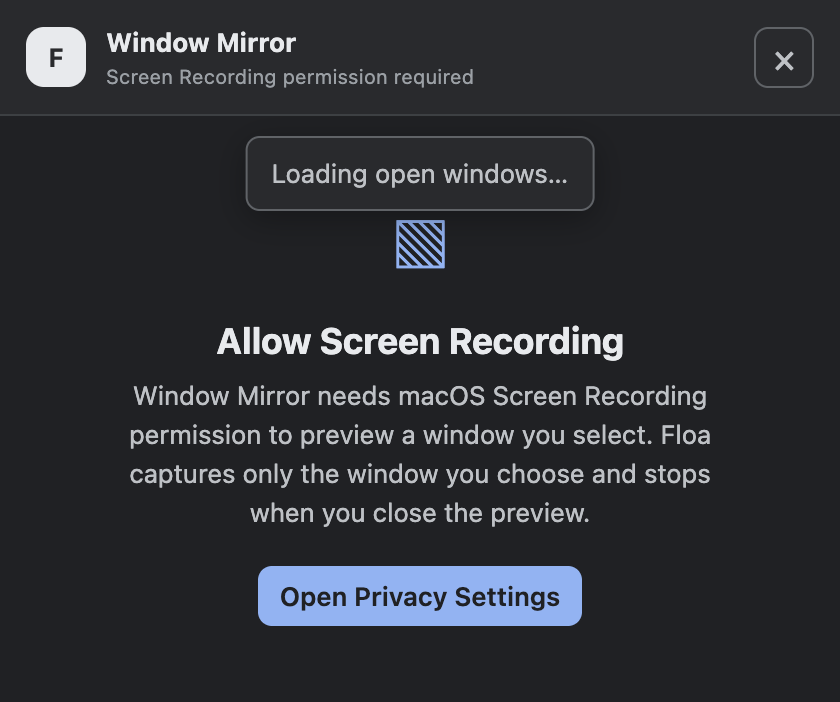 F
Window Mirror
Screen Recording permission required
×
Loading open windows...
Allow Screen Recording
Window Mirror needs macOS Screen Recording
permission to preview a window you select. Floa
captures only the window you choose and stops
when you close the preview.
Open Privacy Settings